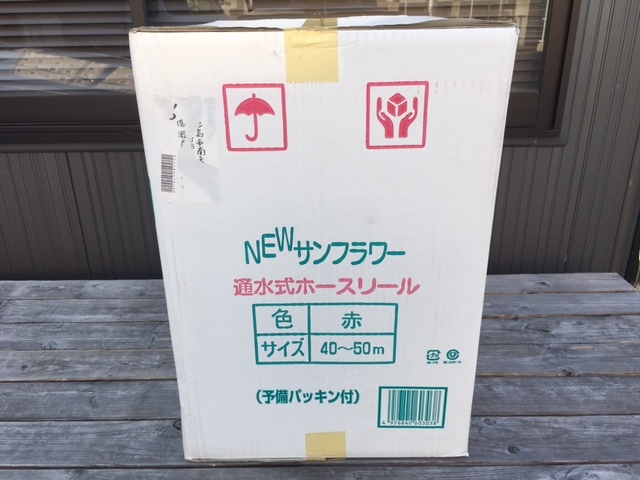 NEWサンフラワー
通水式ホースリール
色 赤
サイズ 40～50m
(予備パッキン付)